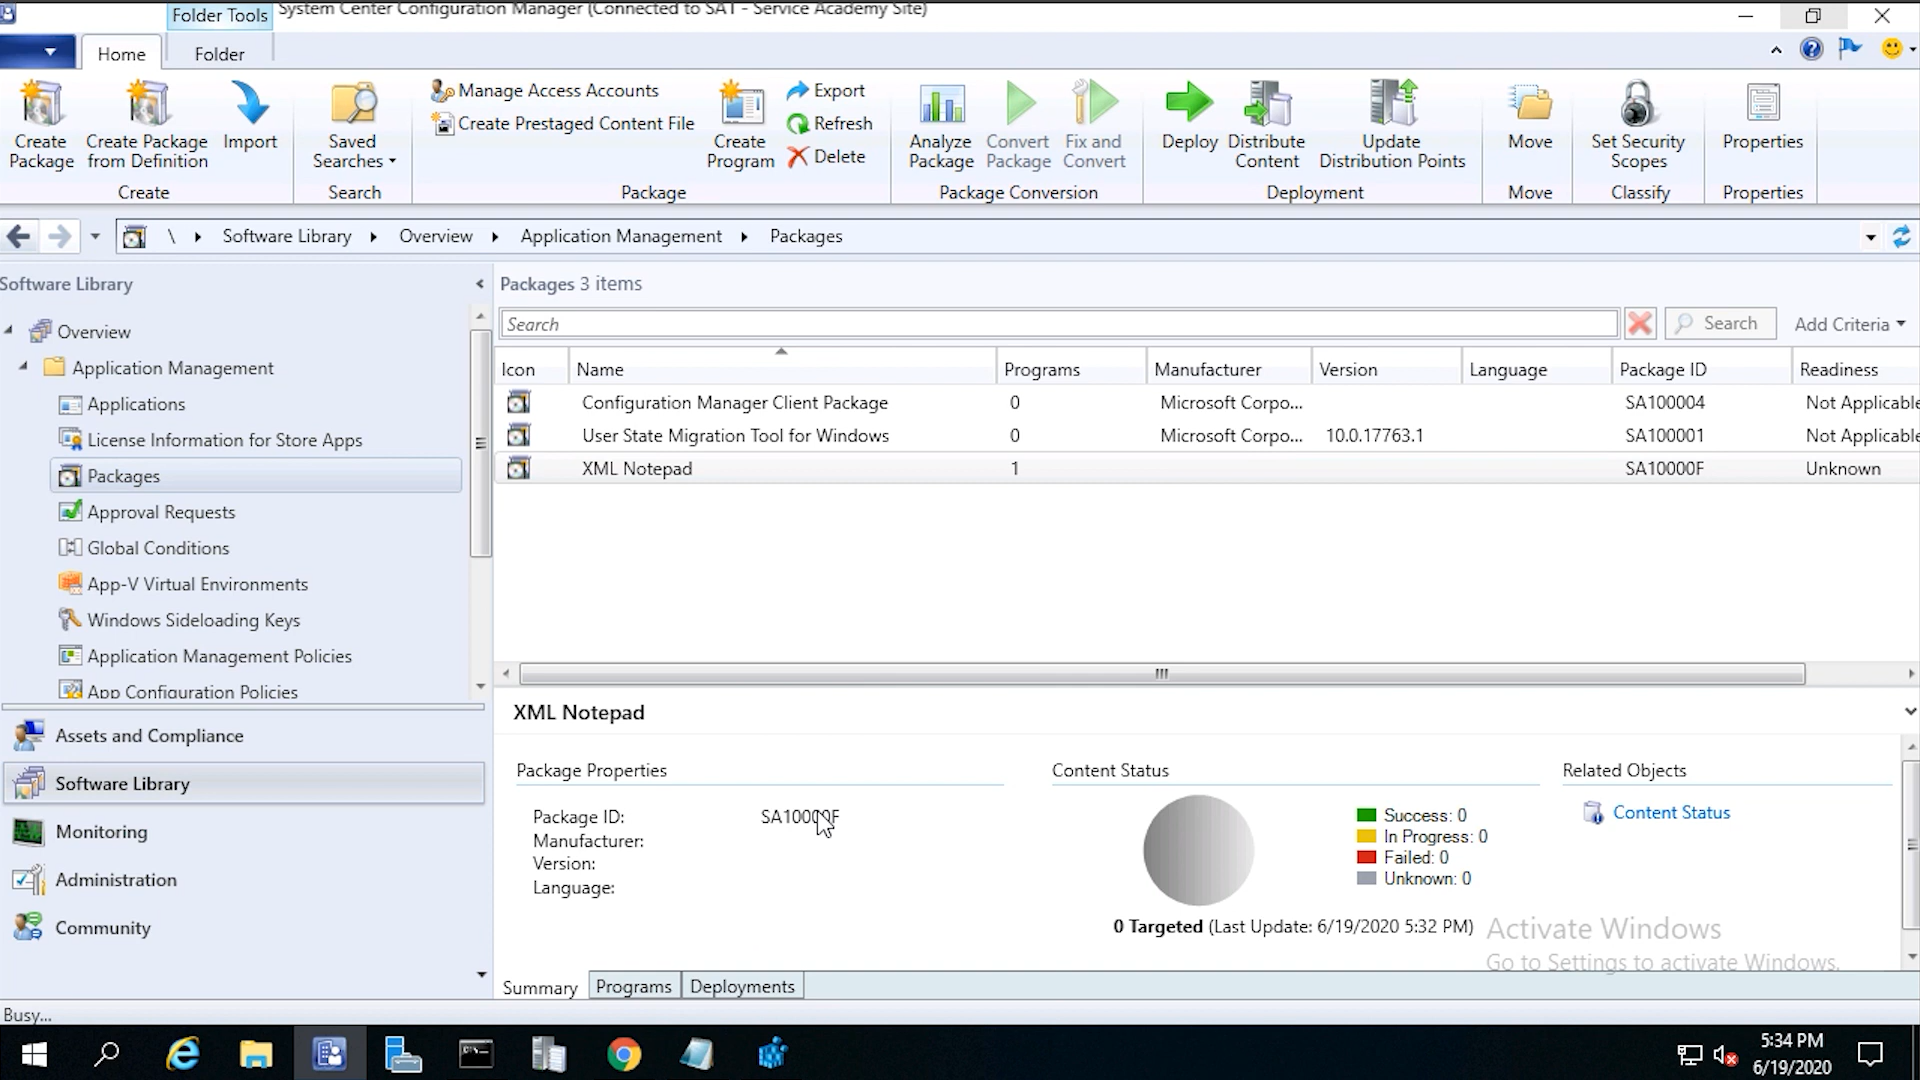 System Center Configuration Manager (Connected to SA1 - Service Academy Site)
Folder Tools
Home
Folder
Create Package
Create Package from Definition
Import
Create
Saved Searches
Search
Manage Access Accounts
Create Prestaged Content File
Create Program
Export
Refresh
Delete
Package
Analyze Package
Convert Package
Fix and Convert
Package Conversion
Deploy
Distribute Content
Update Distribution Points
Deployment
Move
Move
Set Security Scopes
Classify
Properties
Properties
\ Software Library Overview Application Management Packages
Software Library
Overview
Application Management
Applications
License Information for Store Apps
Packages
Approval Requests
Global Conditions
App-V Virtual Environments
Windows Sideloading Keys
Application Management Policies
App Configuration Policies
Assets and Compliance
Software Library
Monitoring
Administration
Community
Packages 3 items
Search
Search
Add Criteria
Icon Name Programs Manufacturer Version Language Package ID Readiness
Configuration Manager Client Package 0 Microsoft Corpo... SA100004 Not Applicable
User State Migration Tool for Windows 0 Microsoft Corpo... 10.0.17763.1 SA100001 Not Applicable
XML Notepad 1 SA10000F Unknown
XML Notepad
Package Properties
Package ID: SA10000F
Manufacturer:
Version:
Language:
Content Status
Success: 0
In Progress: 0
Failed: 0
Unknown: 0
0 Targeted (Last Update: 6/19/2020 5:32 PM)
Related Objects
Content Status
Activate Windows
Go to Settings to activate Windows.
Summary Programs Deployments
Busy...
5:34 PM
6/19/2020